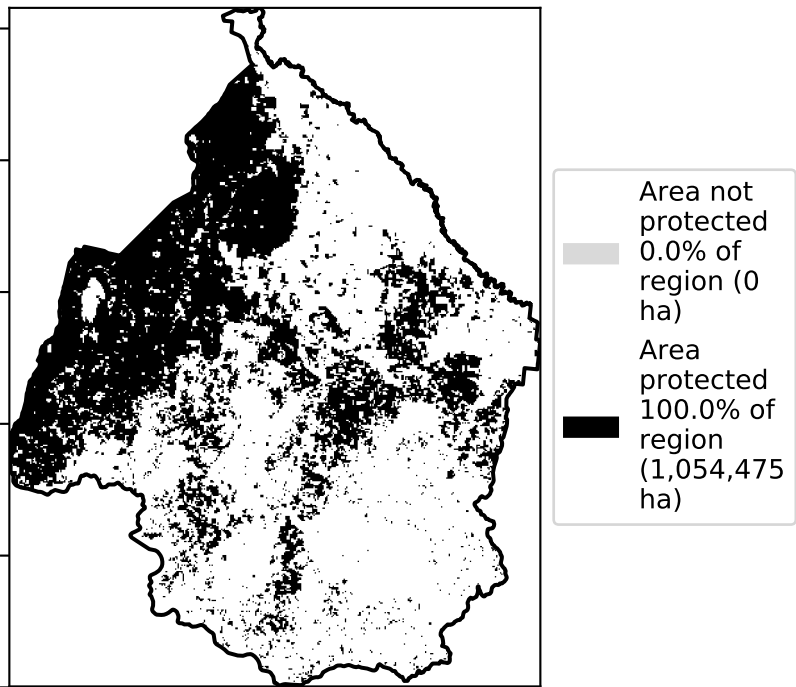 Area not
protected
0.0% of
region (0
ha)
Area
protected
100.0% of
region
(1,054,475
ha)